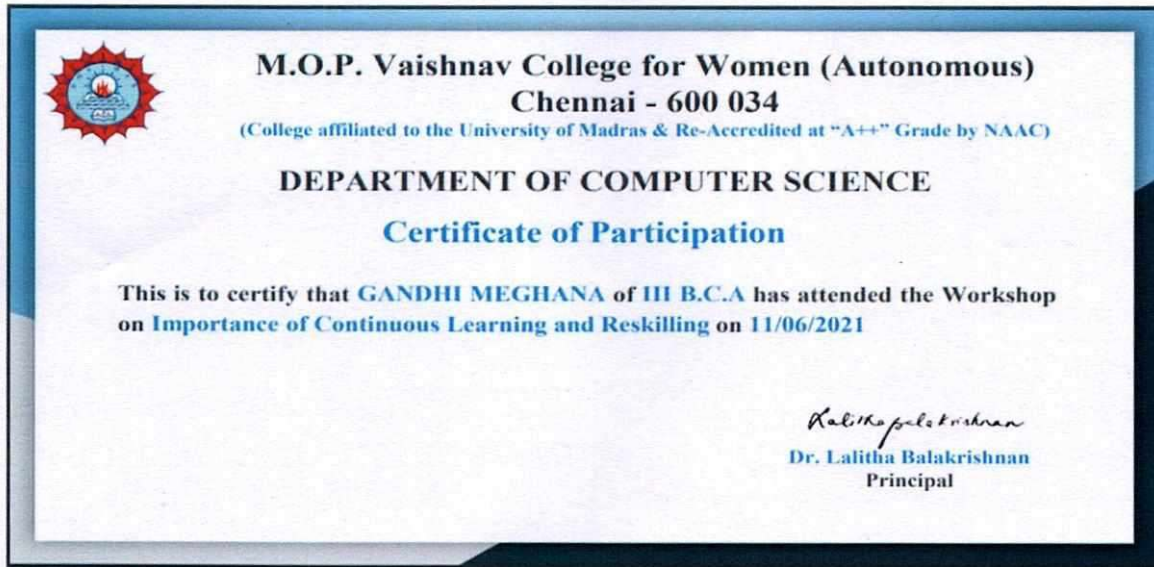 M.O.P. Vaishnav College for Women (Autonomous)
Chennai - 600 034
(College affiliated to the University of Madras & Re-Accredited at “A++” Grade by NAAC)
DEPARTMENT OF COMPUTER SCIENCE
Certificate of Participation
This is to certify that GANDHI MEGHANA of III B.C.A has attended the Workshop
on Importance of Continuous Learning and Reskilling on 11/06/2021
Lalithabalakrishnan
Dr. Lalitha Balakrishnan
Principal